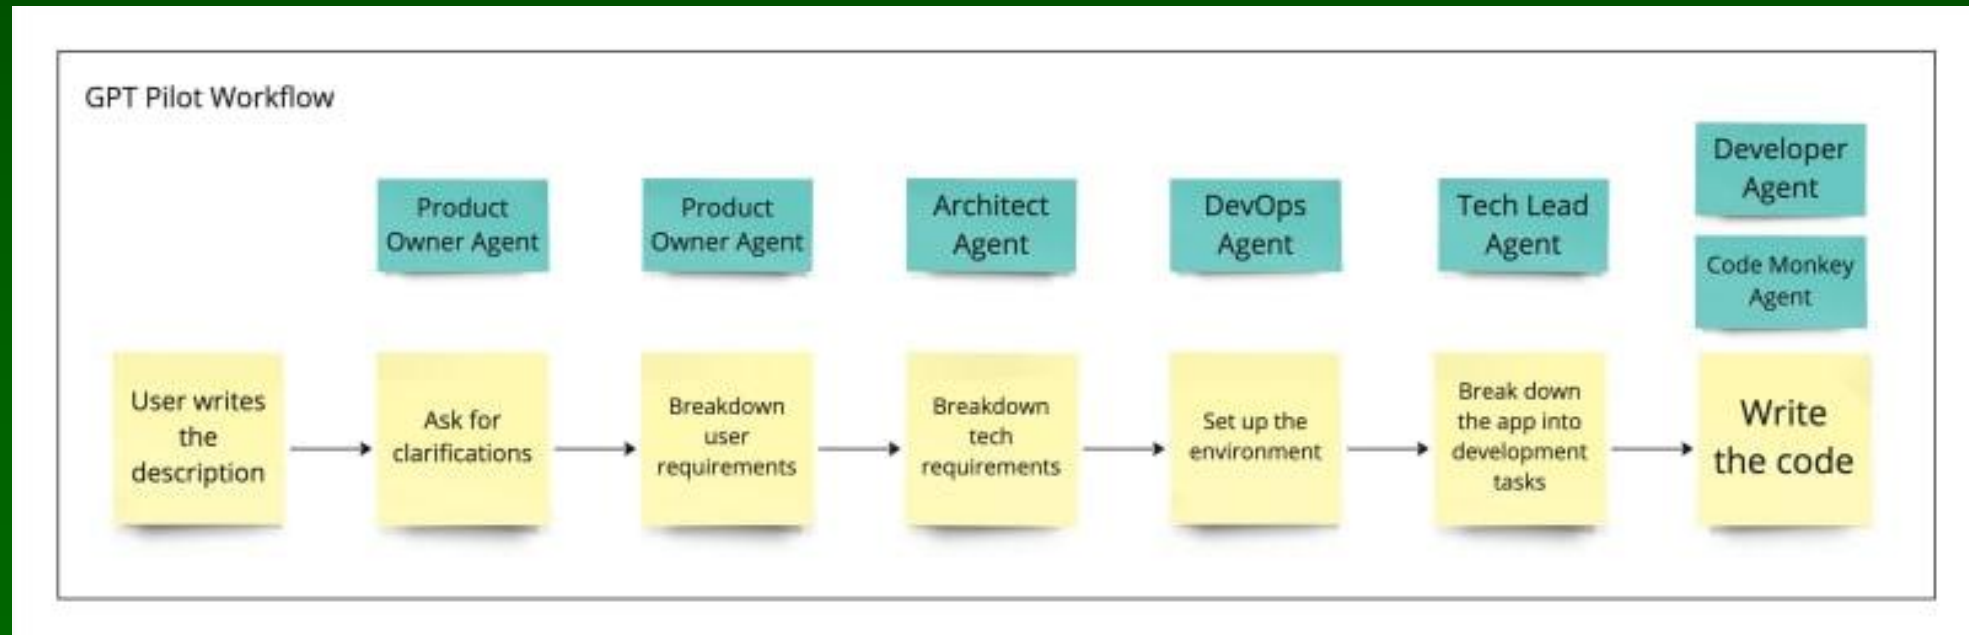 GPT Pilot Workflow
Product
Owner Agent
Product
Owner Agent
Architect
Agent
DevOps
Agent
Tech Lead
Agent
Developer
Agent
Code Monkey
Agent
User writes
the
description
Ask for
clarifications
Breakdown
user
requirements
Breakdown
tech
requirements
Set up the
environment
Break down
the app into
development
tasks
Write
the code